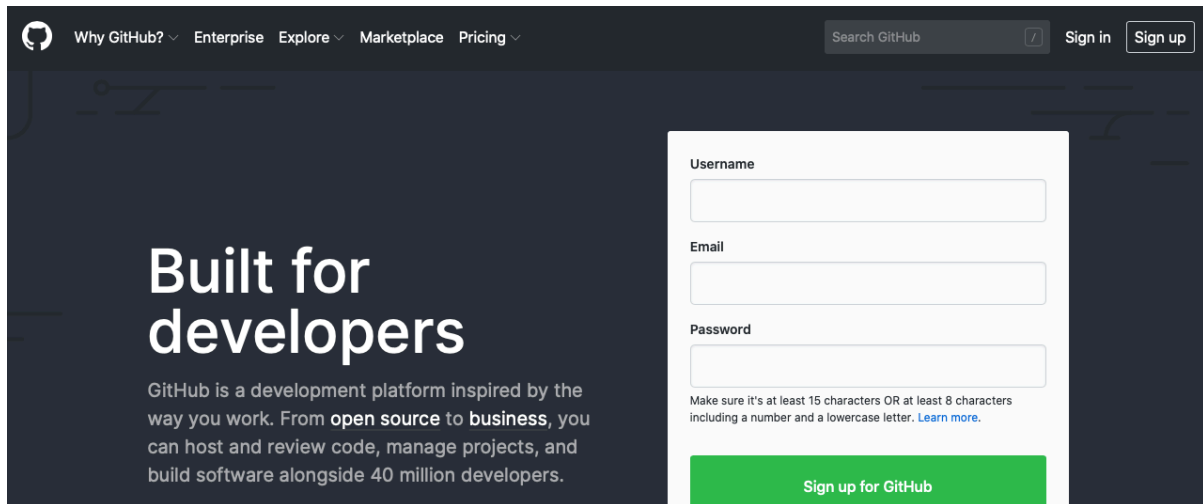 Why GitHub? Enterprise Explore Marketplace Pricing Search GitHub / Sign in Sign up
Built for
developers
GitHub is a development platform inspired by the
way you work. From open source to business, you
can host and review code, manage projects, and
build software alongside 40 million developers.
Username
Email
Password
Make sure it's at least 15 characters OR at least 8 characters
including a number and a lowercase letter. Learn more.
Sign up for GitHub